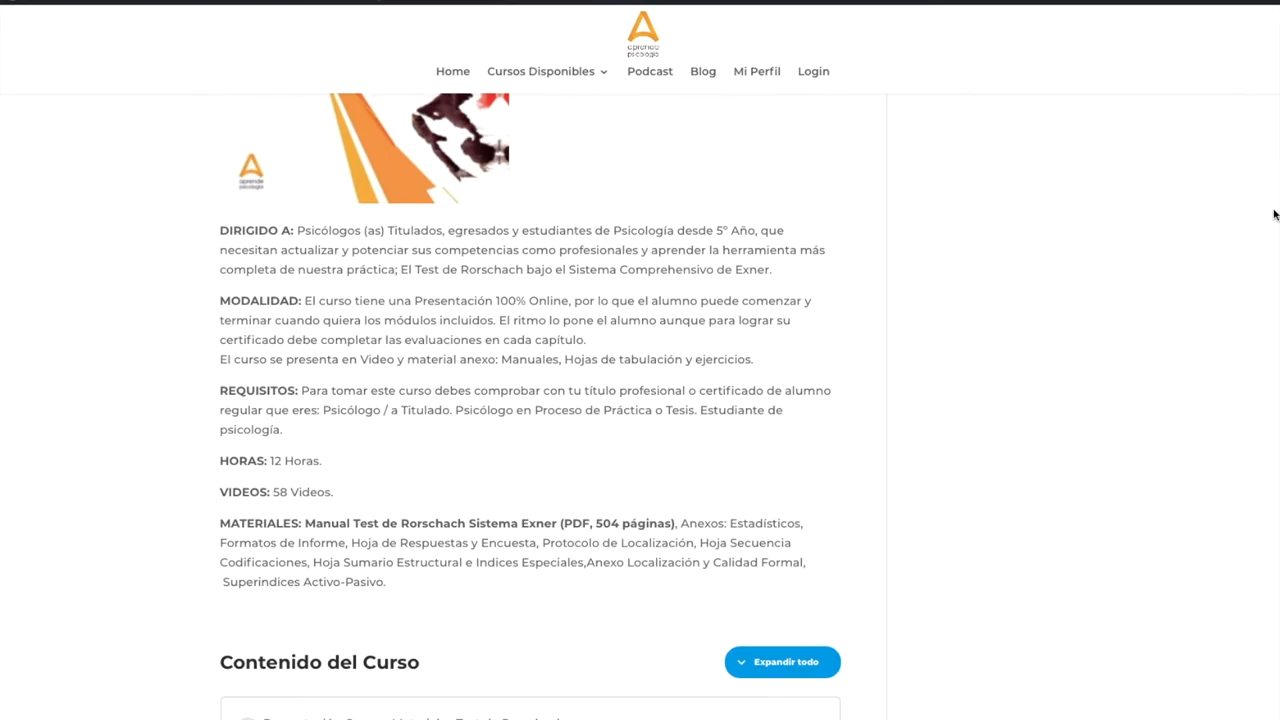 aprende
psicología
Home
Cursos Disponibles
Podcast
Blog
Mi Perfil
Login
aprende
psicología
DIRIGIDO A: Psicólogos (as) Titulados, egresados y estudiantes de Psicología desde 5º Año, que
necesitan actualizar y potenciar sus competencias como profesionales y aprender la herramienta más
completa de nuestra práctica; El Test de Rorschach bajo el Sistema Comprehensivo de Exner.
MODALIDAD: El curso tiene una Presentación 100% Online, por lo que el alumno puede comenzar y
terminar cuando quiera los módulos incluidos. El ritmo lo pone el alumno aunque para lograr su
certificado debe completar las evaluaciones en cada capítulo.
El curso se presenta en Video y material anexo: Manuales, Hojas de tabulación y ejercicios.
REQUISITOS: Para tomar este curso debes comprobar con tu título profesional o certificado de alumno
regular que eres: Psicólogo / a Titulado. Psicólogo en Proceso de Práctica o Tesis. Estudiante de
psicología.
HORAS: 12 Horas.
VIDEOS: 58 Videos.
MATERIALES: Manual Test de Rorschach Sistema Exner (PDF, 504 páginas), Anexos: Estadísticos,
Formatos de Informe, Hoja de Respuestas y Encuesta, Protocolo de Localización, Hoja Secuencia
Codificaciones, Hoja Sumario Estructural e Indices Especiales,Anexo Localización y Calidad Formal,
Superindices Activo-Pasivo.
Contenido del Curso
Expandir todo